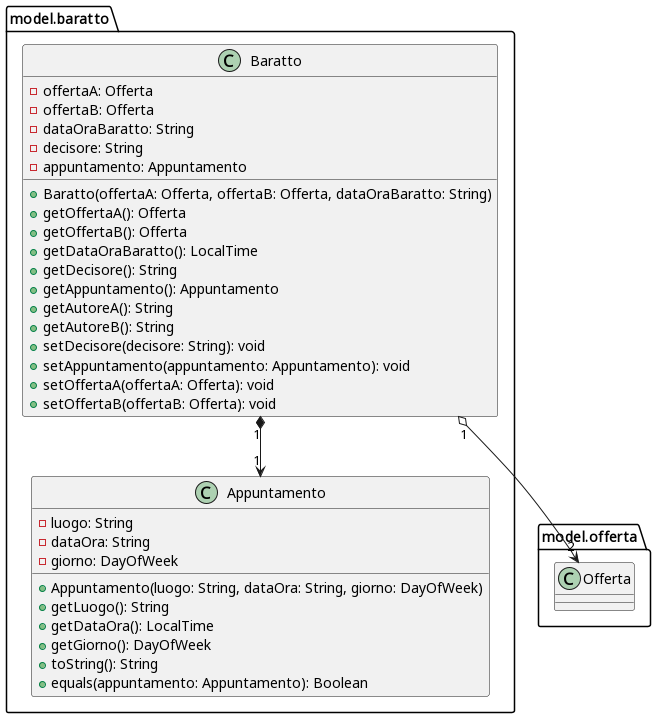 model.baratto
C Baratto
offertaA: Offerta
offertaB: Offerta
dataOraBaratto: String
decisore: String
appuntamento: Appuntamento
Baratto(offertaA: Offerta, offertaB: Offerta, dataOraBaratto: String)
getOffertaA(): Offerta
getOffertaB(): Offerta
getDataOraBaratto(): LocalTime
getDecisore(): String
getAppuntamento(): Appuntamento
getAutoreA(): String
getAutoreB(): String
setDecisore(decisore: String): void
setAppuntamento(appuntamento: Appuntamento): void
setOffertaA(offertaA: Offerta): void
setOffertaB(offertaB: Offerta): void
1
1
1
C Appuntamento
luogo: String
dataOra: String
giorno: DayOfWeek
Appuntamento(luogo: String, dataOra: String, giorno: DayOfWeek)
getLuogo(): String
getDataOra(): LocalTime
getGiorno(): DayOfWeek
toString(): String
equals(appuntamento: Appuntamento): Boolean
model.offerta
2
C Offerta